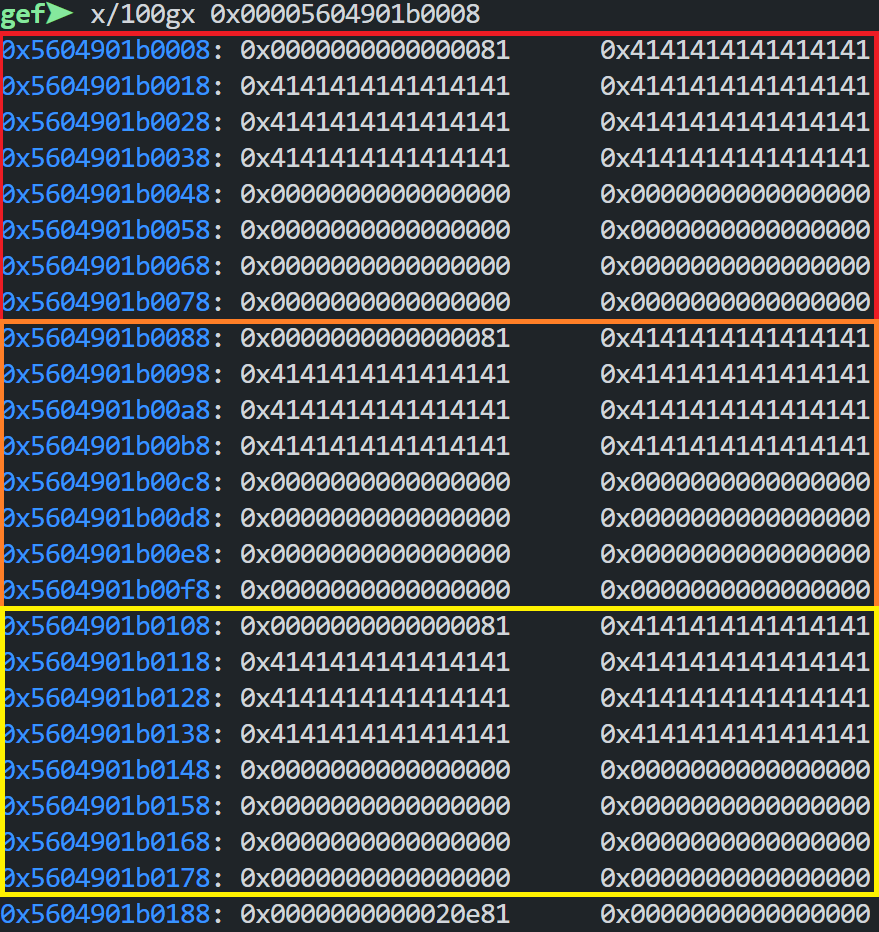 gef➤ x/100gx 0x00005604901b0008
0x5604901b0008: 0x0000000000000081 0x4141414141414141
0x5604901b0018: 0x4141414141414141 0x4141414141414141
0x5604901b0028: 0x4141414141414141 0x4141414141414141
0x5604901b0038: 0x4141414141414141 0x4141414141414141
0x5604901b0048: 0x0000000000000000 0x0000000000000000
0x5604901b0058: 0x0000000000000000 0x0000000000000000
0x5604901b0068: 0x0000000000000000 0x0000000000000000
0x5604901b0078: 0x0000000000000000 0x0000000000000000
0x5604901b0088: 0x0000000000000081 0x4141414141414141
0x5604901b0098: 0x4141414141414141 0x4141414141414141
0x5604901b00a8: 0x4141414141414141 0x4141414141414141
0x5604901b00b8: 0x4141414141414141 0x4141414141414141
0x5604901b00c8: 0x0000000000000000 0x0000000000000000
0x5604901b00d8: 0x0000000000000000 0x0000000000000000
0x5604901b00e8: 0x0000000000000000 0x0000000000000000
0x5604901b00f8: 0x0000000000000000 0x0000000000000000
0x5604901b0108: 0x0000000000000081 0x4141414141414141
0x5604901b0118: 0x4141414141414141 0x4141414141414141
0x5604901b0128: 0x4141414141414141 0x4141414141414141
0x5604901b0138: 0x4141414141414141 0x4141414141414141
0x5604901b0148: 0x0000000000000000 0x0000000000000000
0x5604901b0158: 0x0000000000000000 0x0000000000000000
0x5604901b0168: 0x0000000000000000 0x0000000000000000
0x5604901b0178: 0x0000000000000000 0x0000000000000000
0x5604901b0188: 0x0000000000020e81 0x0000000000000000